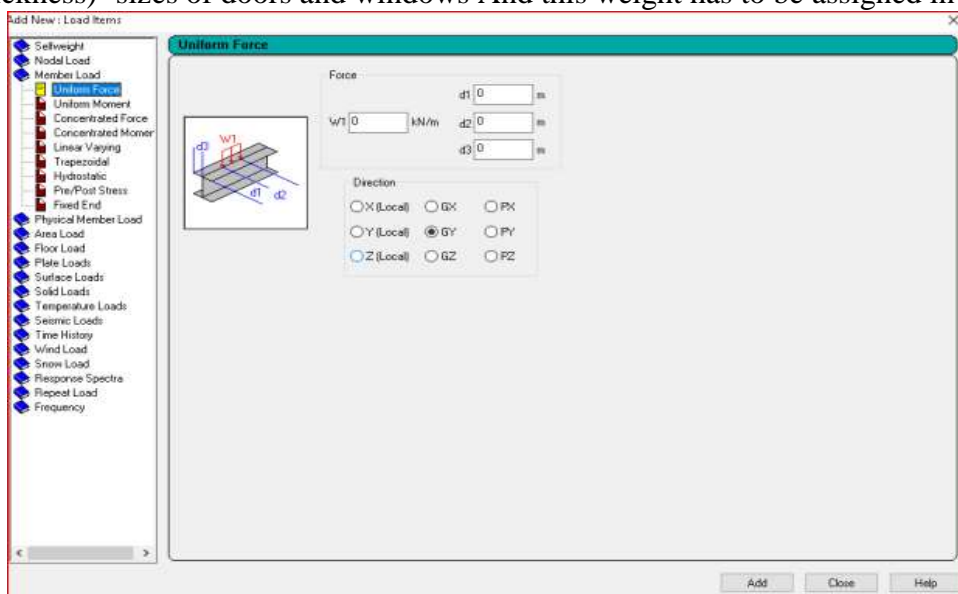 ckness)- sizes of doors and windows And this weight has to be assigned in
Add New : Load Items
Selfweight
Nodal Load
Member Load
Uniform Force
Uniform Moment
Concentrated Force
Concentrated Momer
Linear Varying
Trapezoidal
Hydrostatic
Pre/Post Stress
Fixed End
Physical Member Load
Area Load
Floor Load
Plate Loads
Surface Loads
Solid Loads
Temperature Loads
Seismic Loads
Time History
Wind Load
Snow Load
Response Spectra
Repeat Load
Frequency
Uniform Force
W1
d3
d1 d2
Force
d1 0 m
W1 0 kN/m d2 0 m
d3 0 m
Direction
X (Local) GX PX
Y (Local) GY PY
Z (Local) GZ PZ
Add Close Help